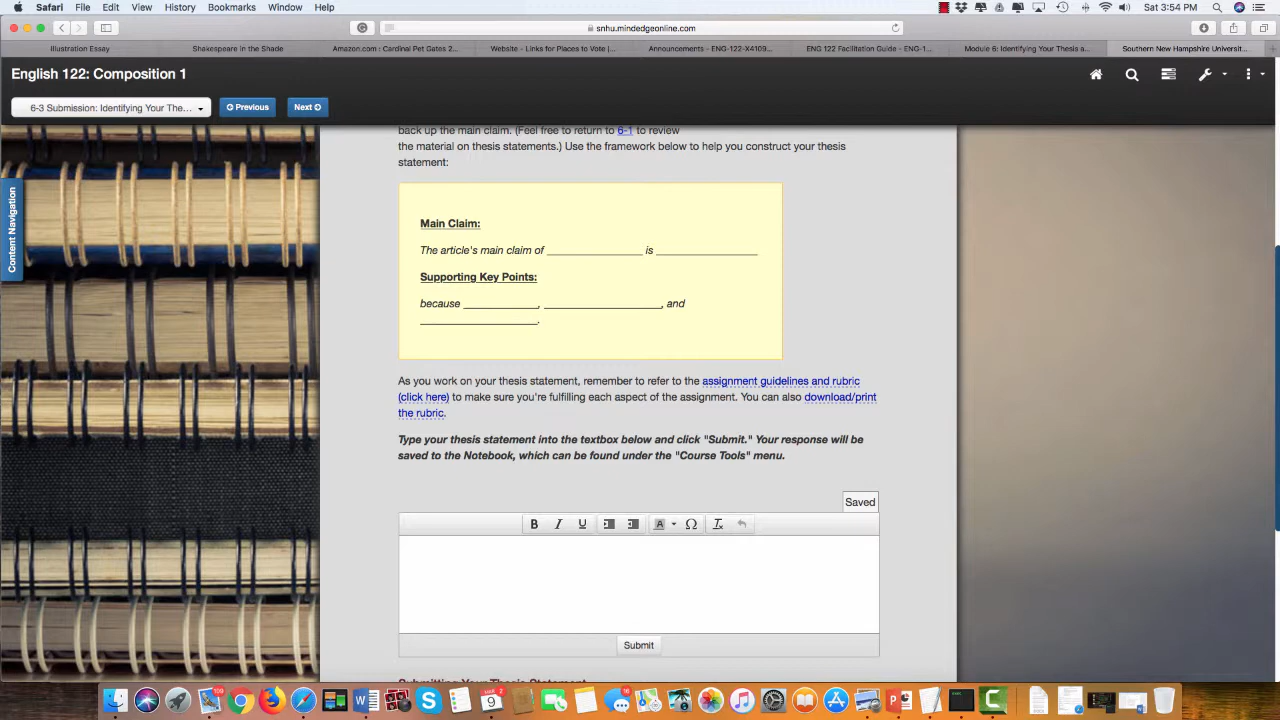 Safari File Edit View History Bookmarks Window Help Sat 3:54 PM
snhu.mindedgeonline.com
Illustration Essay Shakespeare in the Shade Amazon.com : Cardinal Pet Gates 2... Website - Links for Places to Vote |... Announcements - ENG-122-X4109... ENG 122 Facilitation Guide - ENG-1... Module 6: Identifying Your Thesis a... Southern New Hampshire Universit...
English 122: Composition 1
6-3 Submission: Identifying Your The... Previous Next
Content Navigation
back up the main claim. (Feel free to return to 6-1 to review
the material on thesis statements.) Use the framework below to help you construct your thesis
statement:
Main Claim:
The article's main claim of _______________ is _______________
Supporting Key Points:
because ___________, _________________, and
_________________.
As you work on your thesis statement, remember to refer to the assignment guidelines and rubric
(click here) to make sure you're fulfilling each aspect of the assignment. You can also download/print
the rubric.
Type your thesis statement into the textbox below and click "Submit." Your response will be
saved to the Notebook, which can be found under the "Course Tools" menu.
Saved
B I U A Ω Tx
Submit
Submitting Your Thesis Statement